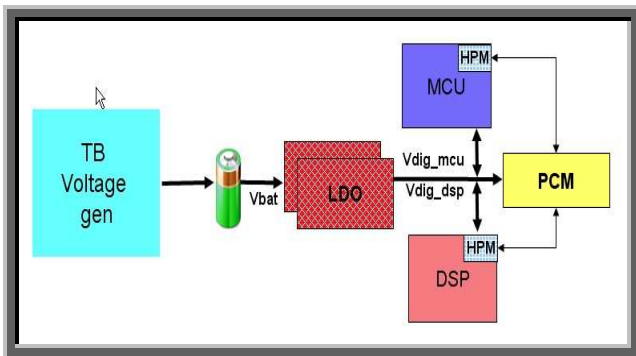 TB
Voltage
gen
Vbat
LDO
Vdig_mcu
Vdig_dsp
HPM
MCU
PCM
HPM
DSP